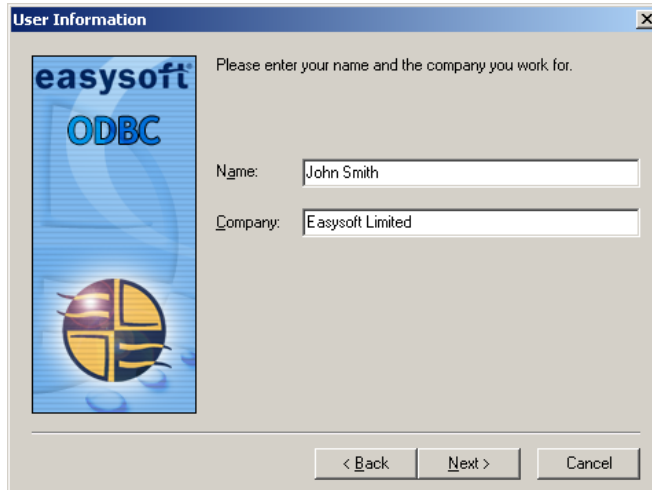 User Information
easysoft
ODBC
Please enter your name and the company you work for.
Name: John Smith
Company: Easysoft Limited
< Back Next > Cancel